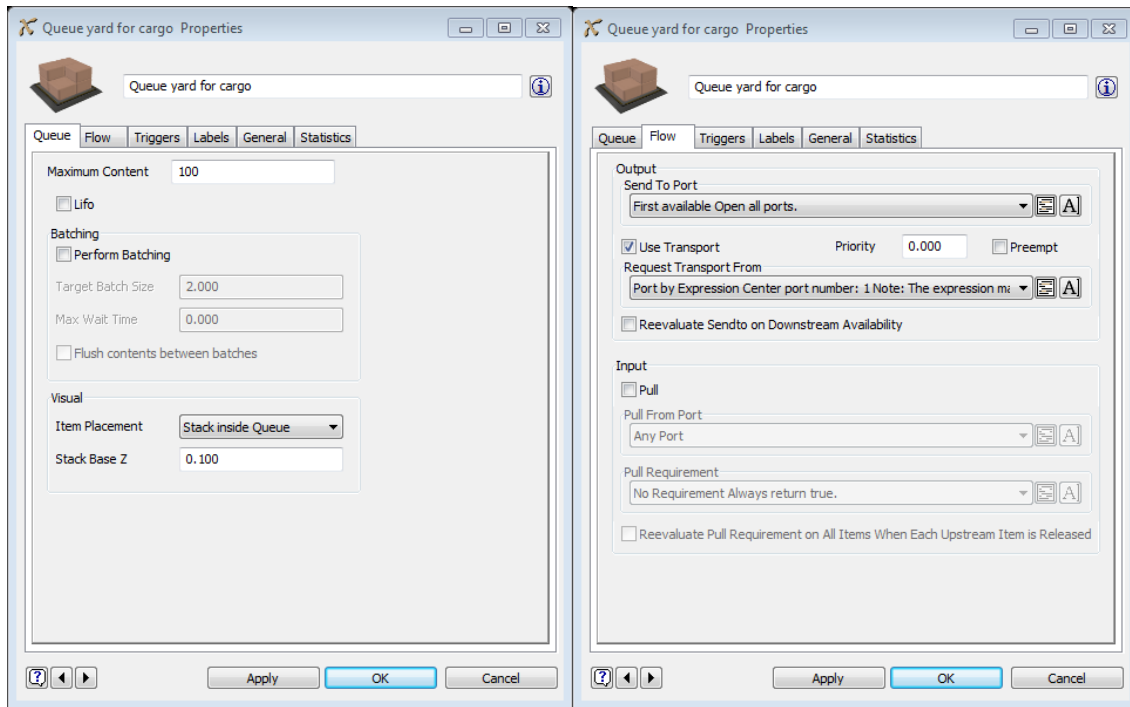 Queue yard for cargo Properties
Queue yard for cargo
Queue Flow Triggers Labels General Statistics
Maximum Content 100
Lifo
Batching
Perform Batching
Target Batch Size 2.000
Max Wait Time 0.000
Flush contents between batches
Visual
Item Placement Stack inside Queue
Stack Base Z 0.100
Apply OK Cancel
Queue yard for cargo Properties
Queue yard for cargo
Queue Flow Triggers Labels General Statistics
Output
Send To Port
First available Open all ports.
Use Transport Priority 0.000 Preempt
Request Transport From
Port by Expression Center port number: 1 Note: The expression ma
Reevaluate Sendto on Downstream Availability
Input
Pull
Pull From Port
Any Port
Pull Requirement
No Requirement Always return true.
Reevaluate Pull Requirement on All Items When Each Upstream Item is Released
Apply OK Cancel